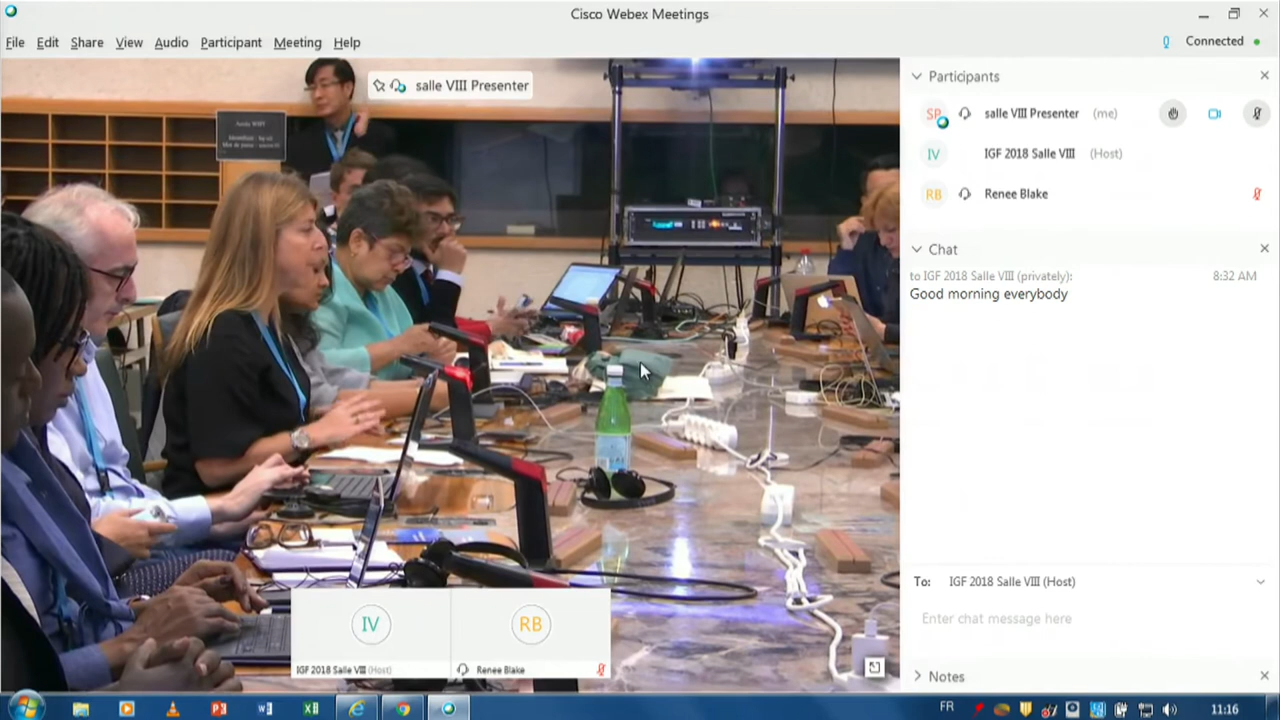 Cisco Webex Meetings
File Edit Share View Audio Participant Meeting Help
Connected
salle VIII Presenter
Participants
SP salle VIII Presenter (me)
IV IGF 2018 Salle VIII (Host)
RB Renee Blake
Chat
to IGF 2018 Salle VIII (privately): 8:32 AM
Good morning everybody
To: IGF 2018 Salle VIII (Host)
Enter chat message here
IV
IGF 2018 Salle VIII (Host)
RB
Renee Blake
Notes
FR
11:16